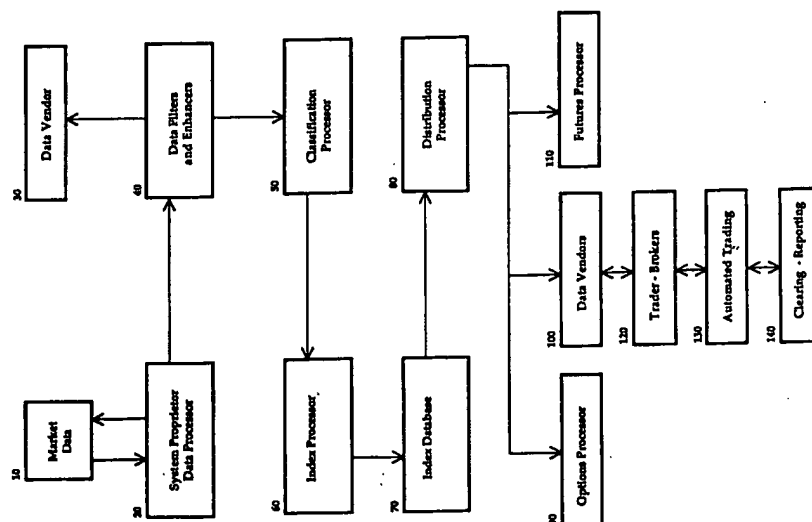 10
Market
Data
20
System Proprietor
Data Processor
30
Data Vendor
40
Data Filters
and Enhancers
50
Classification
Processor
60
Index Processor
70
Index Database
80
Distribution
Processor
Options Processor
100
Data Vendors
110
Futures Processor
120
Trader - Brokers
130
Automated Trading
140
Clearing - Reporting